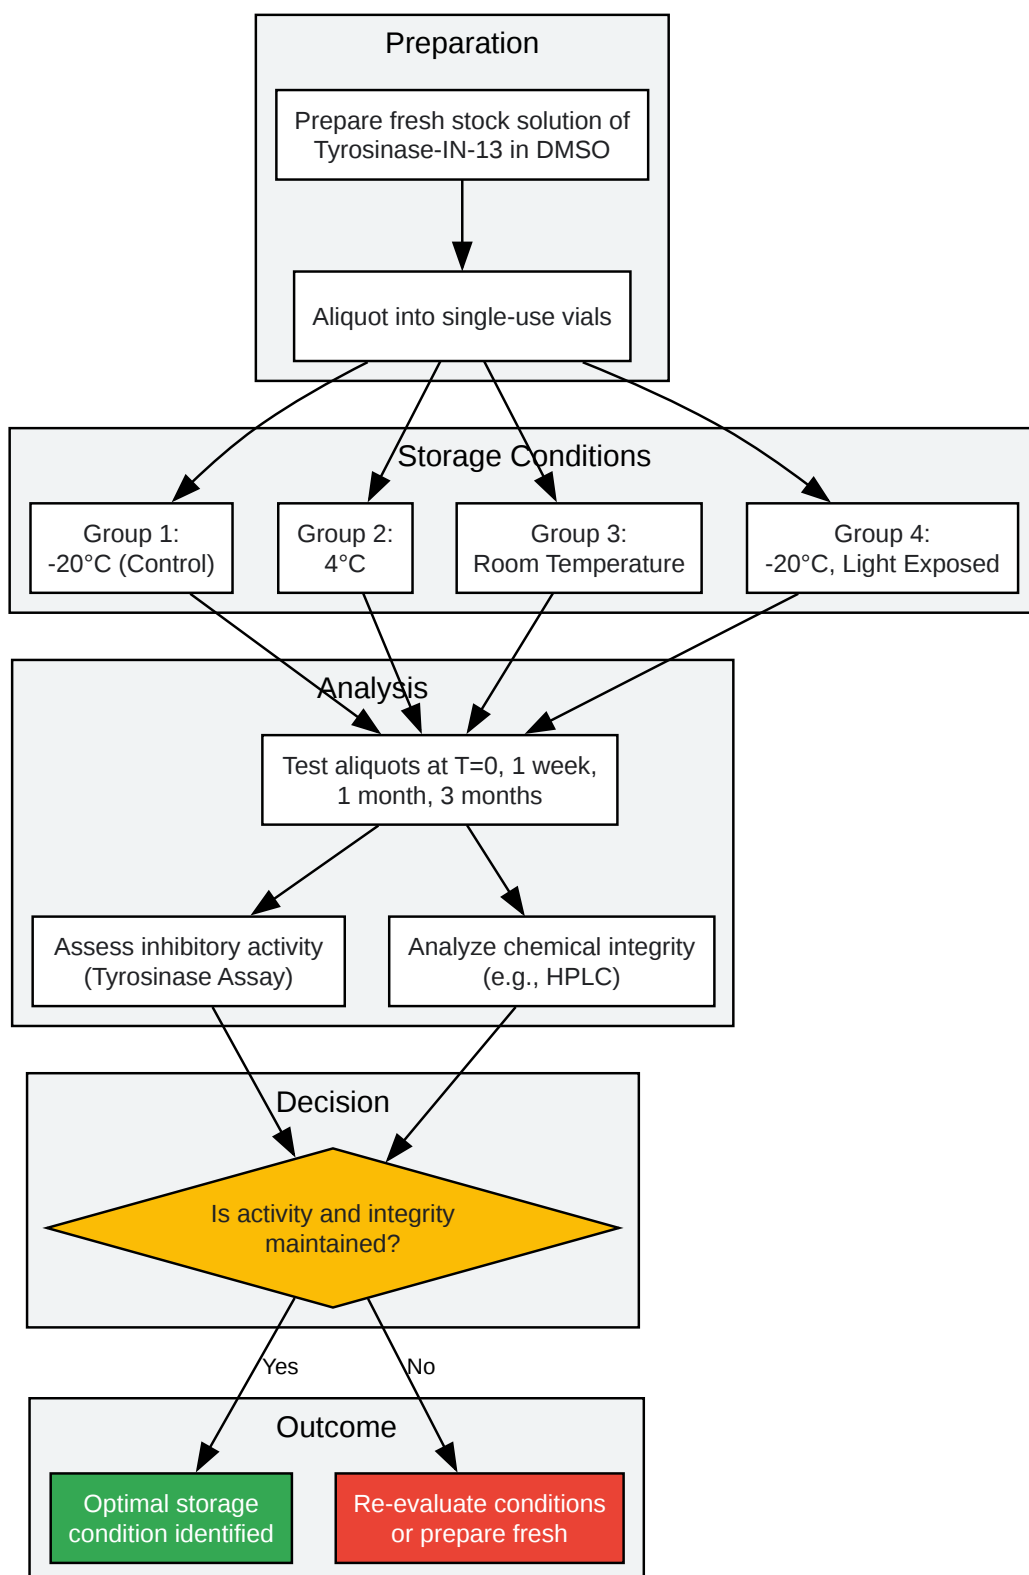 Preparation
Prepare fresh stock solution of
Tyrosinase-IN-13 in DMSO
Aliquot into single-use vials
Storage Conditions
Group 1:
-20°C (Control)
Group 2:
4°C
Group 3:
Room Temperature
Group 4:
-20°C, Light Exposed
Analysis
Test aliquots at T=0, 1 week,
1 month, 3 months
Assess inhibitory activity
(Tyrosinase Assay)
Analyze chemical integrity
(e.g., HPLC)
Decision
Is activity and integrity
maintained?
Yes
No
Outcome
Optimal storage
condition identified
Re-evaluate conditions
or prepare fresh